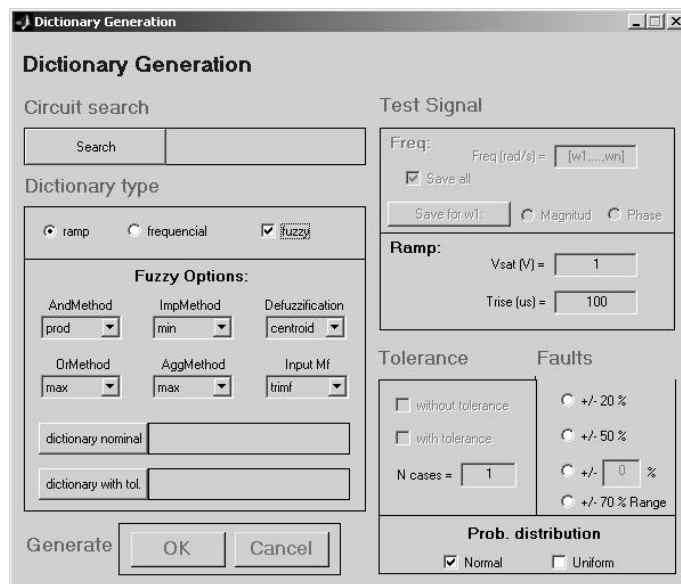 Dictionary Generation
Dictionary Generation
Circuit search
Search
Dictionary type
ramp frequencial fuzzy
Fuzzy Options:
AndMethod ImpMethod Defuzzification
prod min centroid
OrMethod AggMethod Input Mf
max max trimf
dictionary nominal
dictionary with tol.
Generate OK Cancel
Test Signal
Freq:
Freq (rad/s) = [w1,...,wn]
Save all
Save for w1: Magnitud Phase
Ramp:
Vsat (V) = 1
Trise (us) = 100
Tolerance
without tolerance
with tolerance
N cases = 1
Faults
+/- 20 %
+/- 50 %
+/- 0 %
+/- 70 % Range
Prob. distribution
Normal Uniform